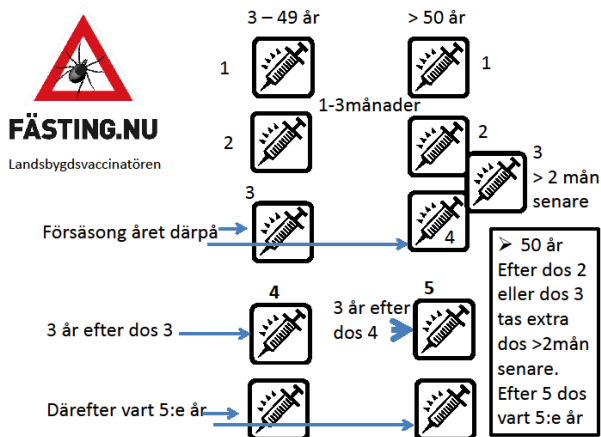 3 – 49 år
> 50 år
1
1
1-3månader
FÄSTING.NU
Landsbygdsvaccinatören
2
2
3
> 2 mån
senare
3
Försäsong året därpå
4
➢ 50 år
Efter dos 2
eller dos 3
tas extra
dos >2mån
senare.
Efter 5 dos
vart 5:e år
4
5
3 år efter dos 3
3 år efter
dos 4
Därefter vart 5:e år